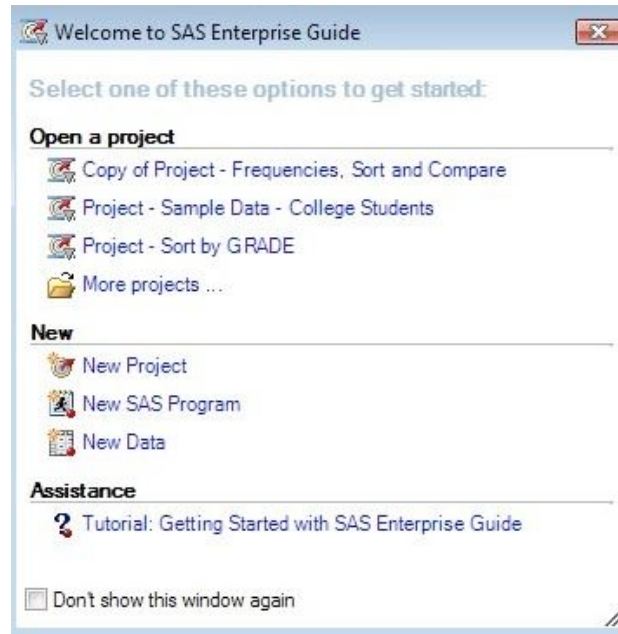 Welcome to SAS Enterprise Guide
Select one of these options to get started:
Open a project
Copy of Project - Frequencies, Sort and Compare
Project - Sample Data - College Students
Project - Sort by GRADE
More projects ...
New
New Project
New SAS Program
New Data
Assistance
Tutorial: Getting Started with SAS Enterprise Guide
Don't show this window again